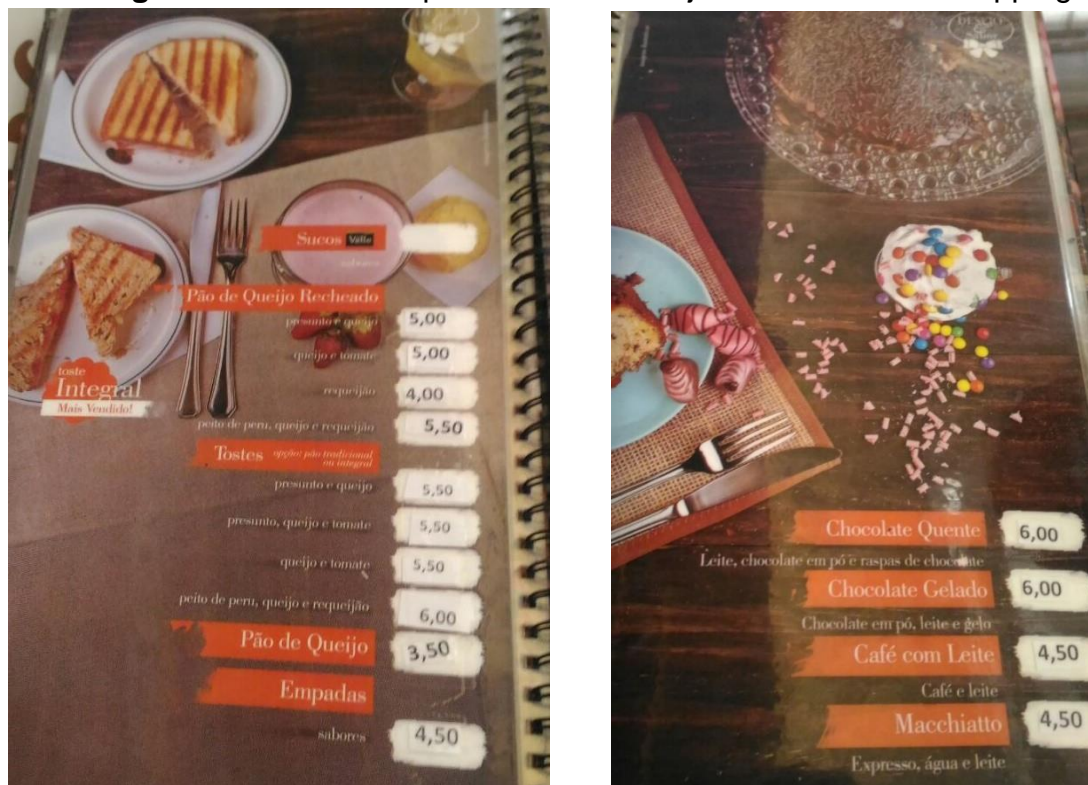 Sucos Valle
sabores
Pão de Queijo Recheado
presunto e queijo 5,00
queijo e tomate 5,00
requeijão 4,00
peito de peru, queijo e requeijão 5,50
toste
Integral
Mais Vendido!
Tostes opção: pão tradicional
ou integral
presunto e queijo 5,50
presunto, queijo e tomate 5,50
queijo e tomate 5,50
peito de peru, queijo e requeijão 6,00
Pão de Queijo 3,50
Empadas
sabores 4,50
Chocolate Quente 6,00
Leite, chocolate em pó e raspas de chocolate
Chocolate Gelado 6,00
Chocolate em pó, leite e gelo
Café com Leite 4,50
Café e leite
Macchiatto 4,50
Expresso, água e leite